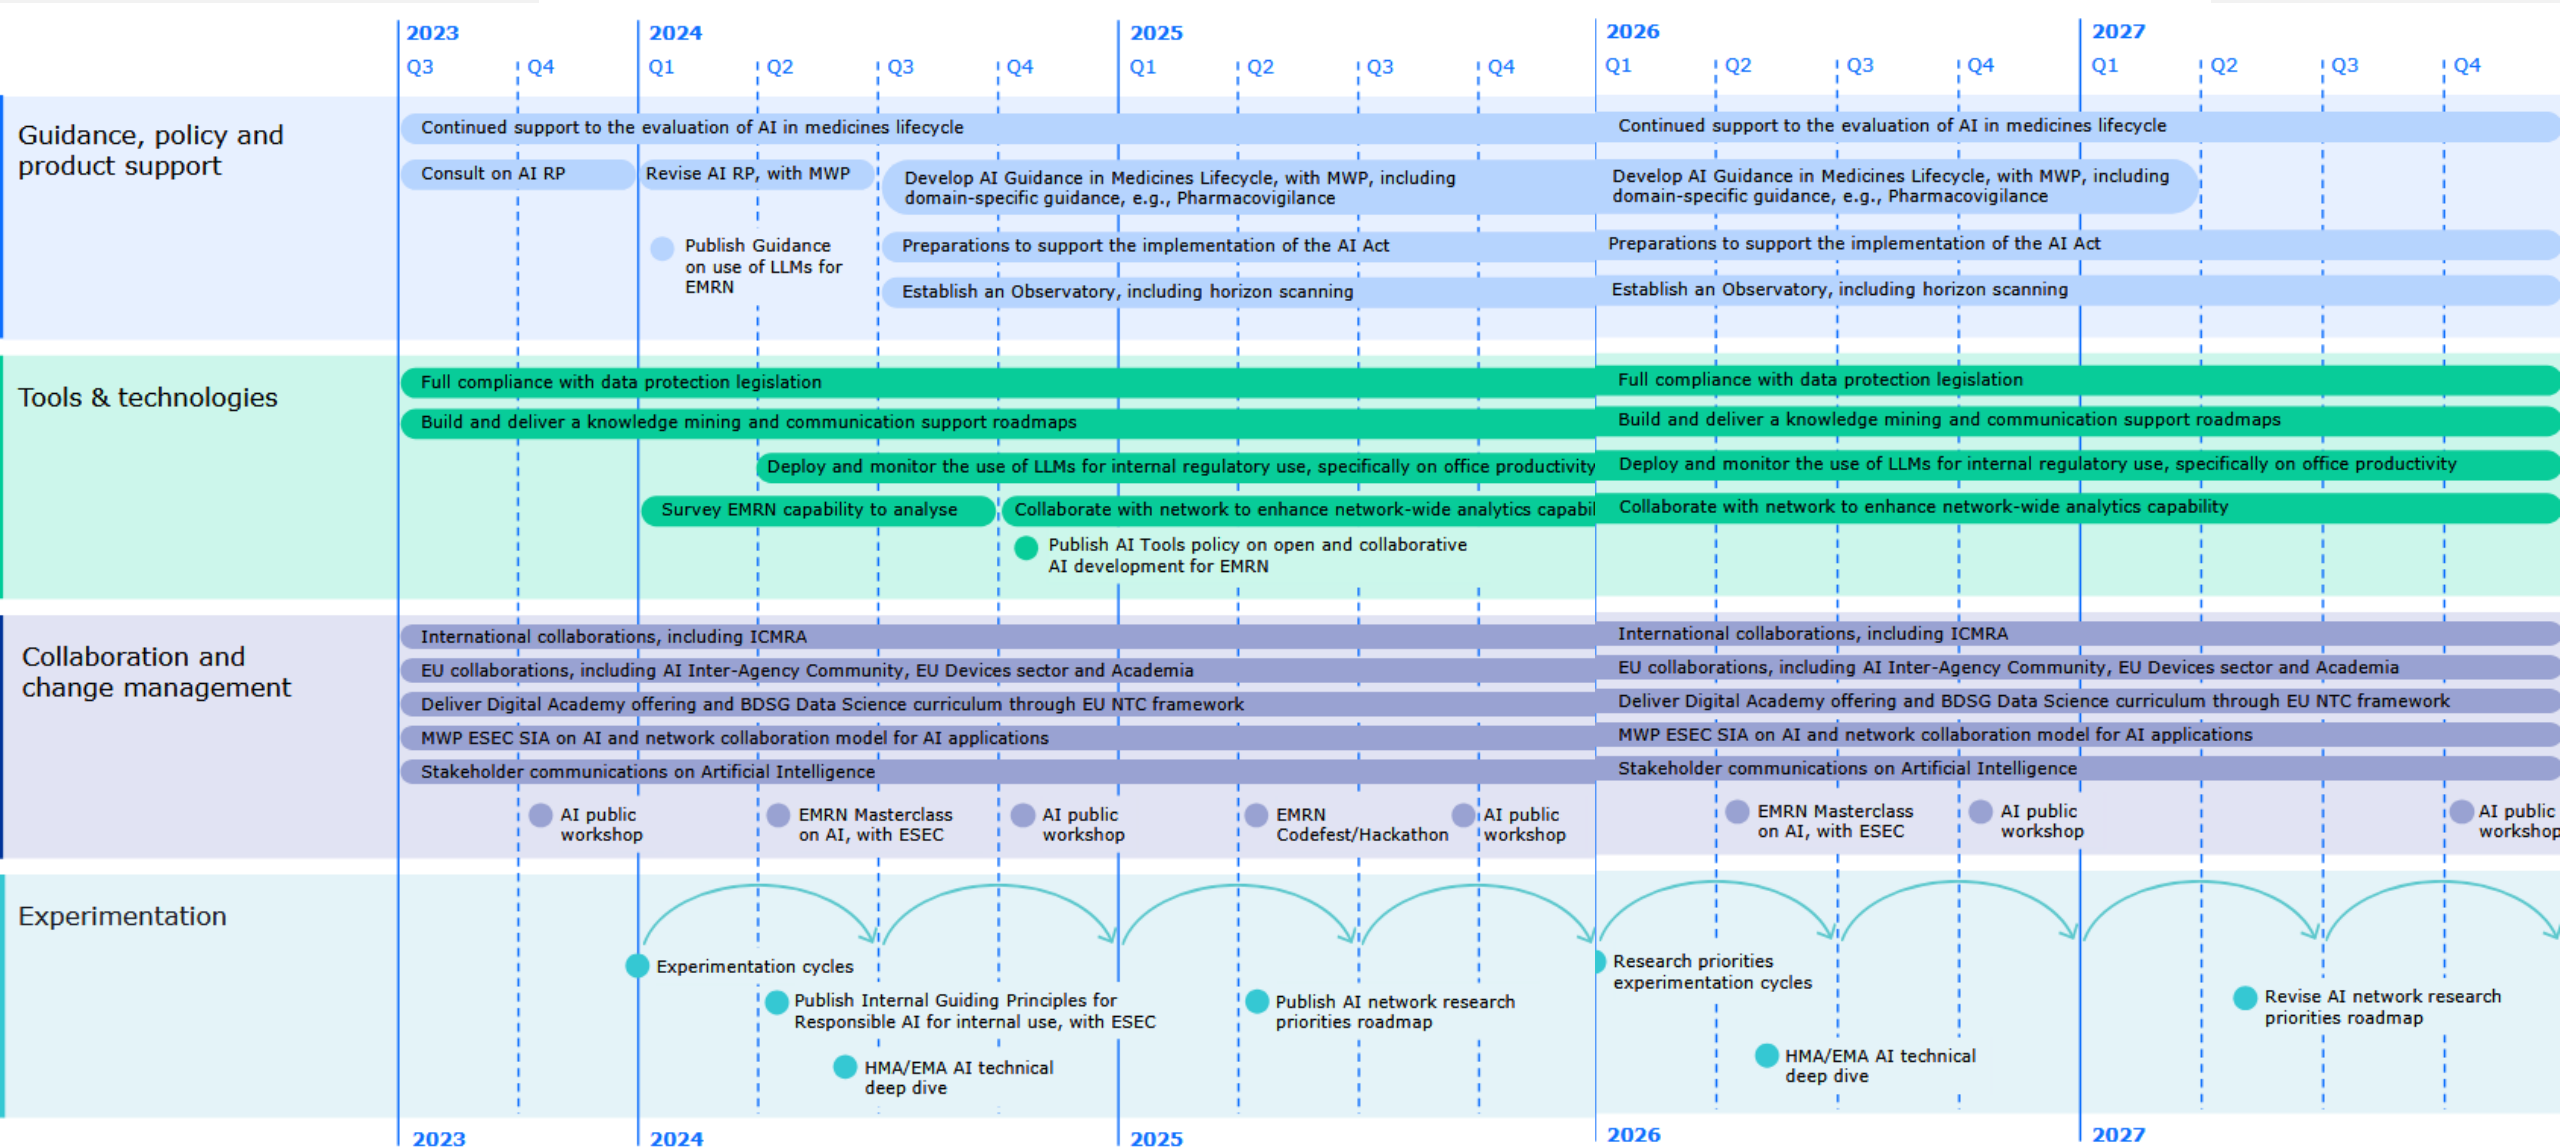 2023
2024
2025
2026
2027
Q3
Q4
Q1
Q2
Q3
Q4
Q1
Q2
Q3
Q4
Q1
Q2
Q3
Q4
Q1
Q2
Q3
Q4
Guidance, policy and
product support
Continued support to the evaluation of AI in medicines lifecycle
Continued support to the evaluation of AI in medicines lifecycle
Consult on AI RP
Revise AI RP, with MWP
Develop AI Guidance in Medicines Lifecycle, with MWP, including
domain-specific guidance, e.g., Pharmacovigilance
Develop AI Guidance in Medicines Lifecycle, with MWP, including
domain-specific guidance, e.g., Pharmacovigilance
Publish Guidance
on use of LLMs for
EMRN
Preparations to support the implementation of the AI Act
Preparations to support the implementation of the AI Act
Establish an Observatory, including horizon scanning
Establish an Observatory, including horizon scanning
Tools & technologies
Full compliance with data protection legislation
Full compliance with data protection legislation
Build and deliver a knowledge mining and communication support roadmaps
Build and deliver a knowledge mining and communication support roadmaps
Deploy and monitor the use of LLMs for internal regulatory use, specifically on office productivity
Deploy and monitor the use of LLMs for internal regulatory use, specifically on office productivity
Survey EMRN capability to analyse
Collaborate with network to enhance network-wide analytics capabil
Collaborate with network to enhance network-wide analytics capability
Publish AI Tools policy on open and collaborative
AI development for EMRN
Collaboration and
change management
International collaborations, including ICMRA
International collaborations, including ICMRA
EU collaborations, including AI Inter-Agency Community, EU Devices sector and Academia
EU collaborations, including AI Inter-Agency Community, EU Devices sector and Academia
Deliver Digital Academy offering and BDSG Data Science curriculum through EU NTC framework
Deliver Digital Academy offering and BDSG Data Science curriculum through EU NTC framework
MWP ESEC SIA on AI and network collaboration model for AI applications
MWP ESEC SIA on AI and network collaboration model for AI applications
Stakeholder communications on Artificial Intelligence
Stakeholder communications on Artificial Intelligence
AI public
workshop
EMRN Masterclass
on AI, with ESEC
AI public
workshop
EMRN
Codefest/Hackathon
AI public
workshop
EMRN Masterclass
on AI, with ESEC
AI public
workshop
AI public
workshop
Experimentation
Experimentation cycles
Research priorities
experimentation cycles
Publish Internal Guiding Principles for
Responsible AI for internal use, with ESEC
Publish AI network research
priorities roadmap
Revise AI network research
priorities roadmap
HMA/EMA AI technical
deep dive
HMA/EMA AI technical
deep dive
2023
2024
2025
2026
2027